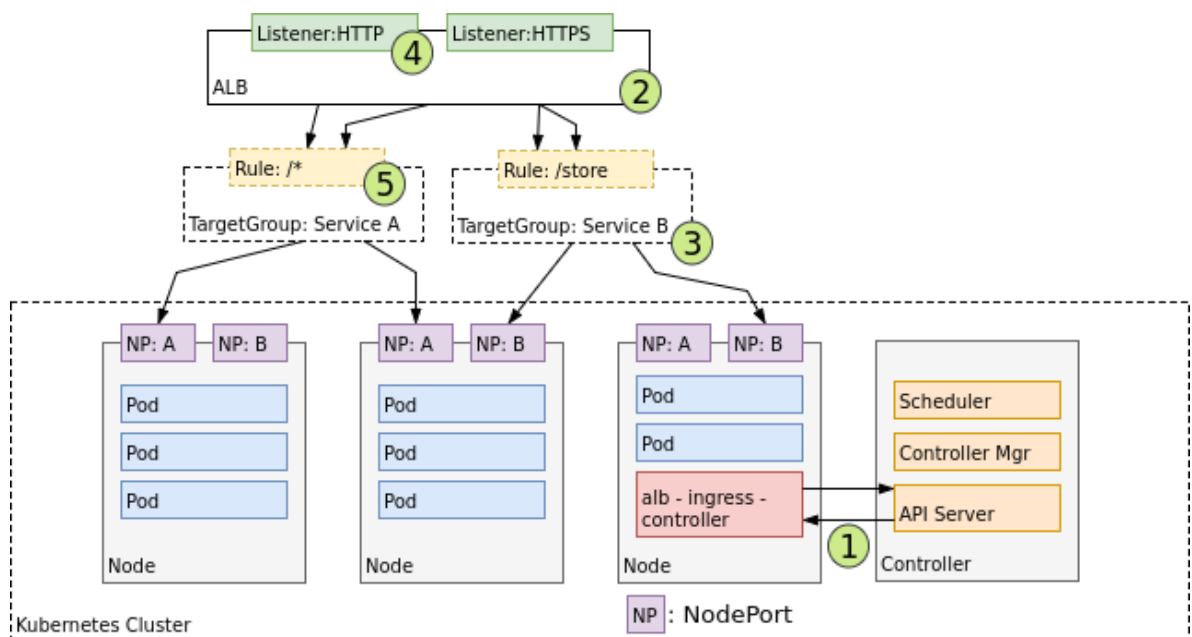 Listener:HTTP
Listener:HTTPS
4
ALB
2
Rule: /*
5
TargetGroup: Service A
Rule: /store
TargetGroup: Service B
3
NP: A
NP: B
Pod
Pod
Pod
Node
NP: A
NP: B
Pod
Pod
Pod
Node
NP: A
NP: B
Pod
Pod
alb - ingress -
controller
Node
1
Scheduler
Controller Mgr
API Server
Controller
Kubernetes Cluster
NP : NodePort